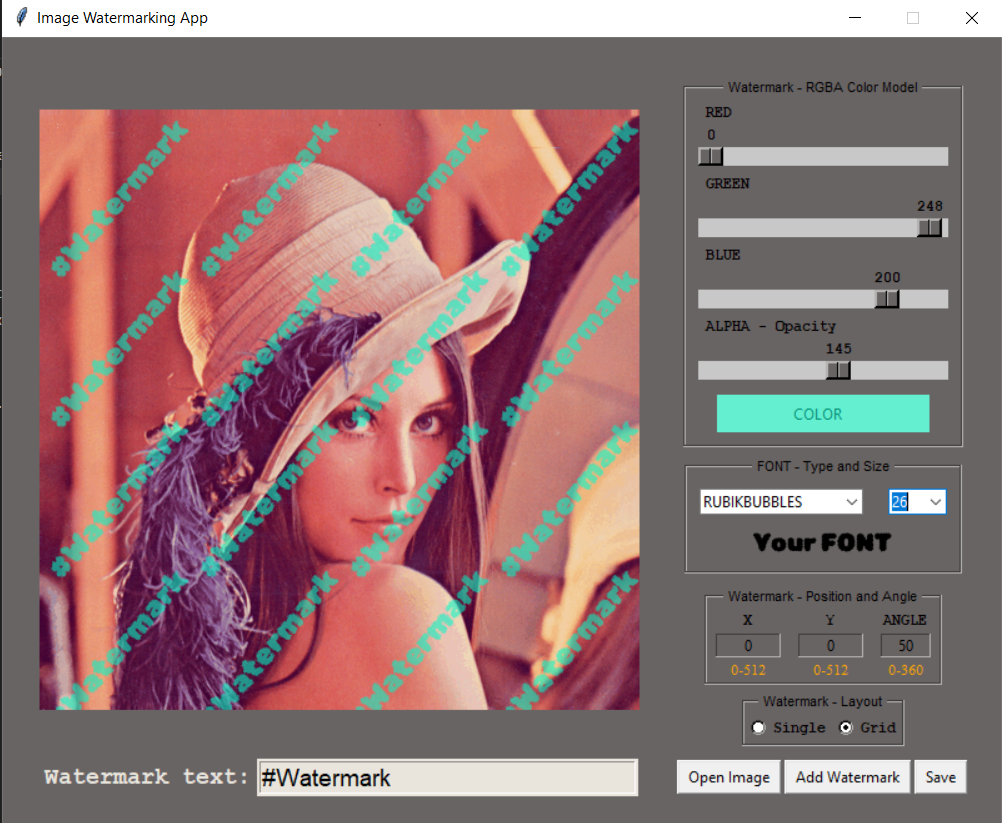 Image Watermarking App
Watermark - RGBA Color Model
RED
0
GREEN
248
BLUE
200
ALPHA - Opacity
145
COLOR
FONT - Type and Size
RUBIKBUBBLES 26
Your FONT
Watermark - Position and Angle
X Y ANGLE
0 0 50
0-512 0-512 0-360
Watermark - Layout
Single Grid
#Watermark #Watermark #Watermark #Watermark
#Watermark #Watermark #Watermark #Watermark
#Watermark #Watermark #Watermark #Watermark
#Watermark #Watermark #Watermark #Watermark
Watermark text: #Watermark
Open Image Add Watermark Save